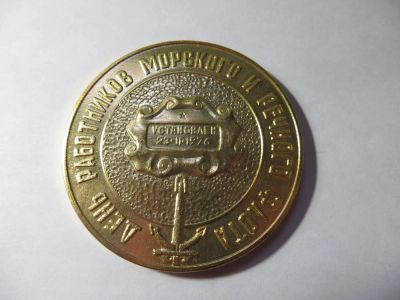 ДЕНЬ РАБОТНИКОВ МОРСКОГО И РЕЧНОГО ФЛОТА
УСТАНОВЛЕН
23·II·1976